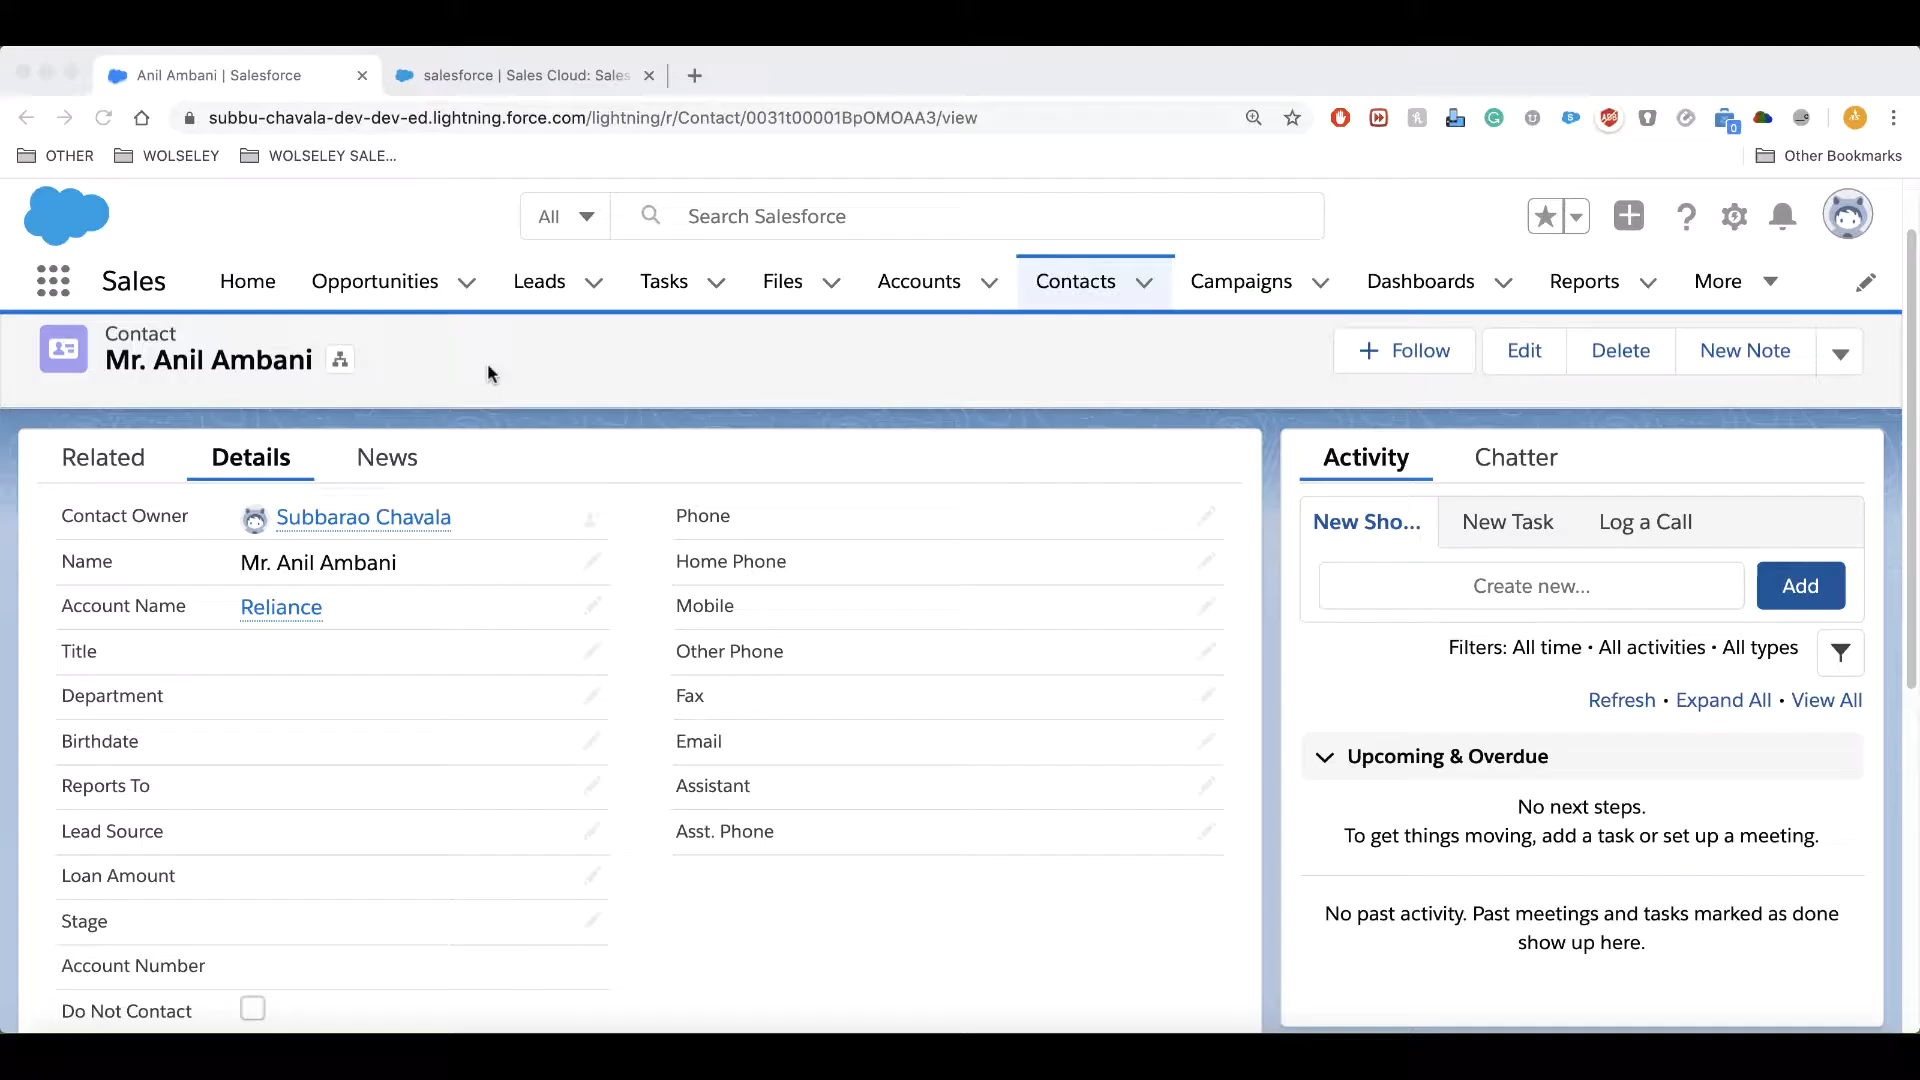 Anil Ambani | Salesforce
salesforce | Sales Cloud: Sales
subbu-chavala-dev-dev-ed.lightning.force.com/lightning/r/Contact/0031t00001BpOMOAA3/view
OTHER WOLSELEY WOLSELEY SALE... Other Bookmarks
All Search Salesforce
Sales Home Opportunities Leads Tasks Files Accounts Contacts Campaigns Dashboards Reports More
Contact
Mr. Anil Ambani
Follow Edit Delete New Note
Related Details News
Contact Owner Subbarao Chavala
Name Mr. Anil Ambani
Account Name Reliance
Title
Department
Birthdate
Reports To
Lead Source
Loan Amount
Stage
Account Number
Do Not Contact
Phone
Home Phone
Mobile
Other Phone
Fax
Email
Assistant
Asst. Phone
Activity Chatter
New Sho... New Task Log a Call
Create new... Add
Filters: All time • All activities • All types
Refresh • Expand All • View All
Upcoming & Overdue
No next steps.
To get things moving, add a task or set up a meeting.
No past activity. Past meetings and tasks marked as done
show up here.